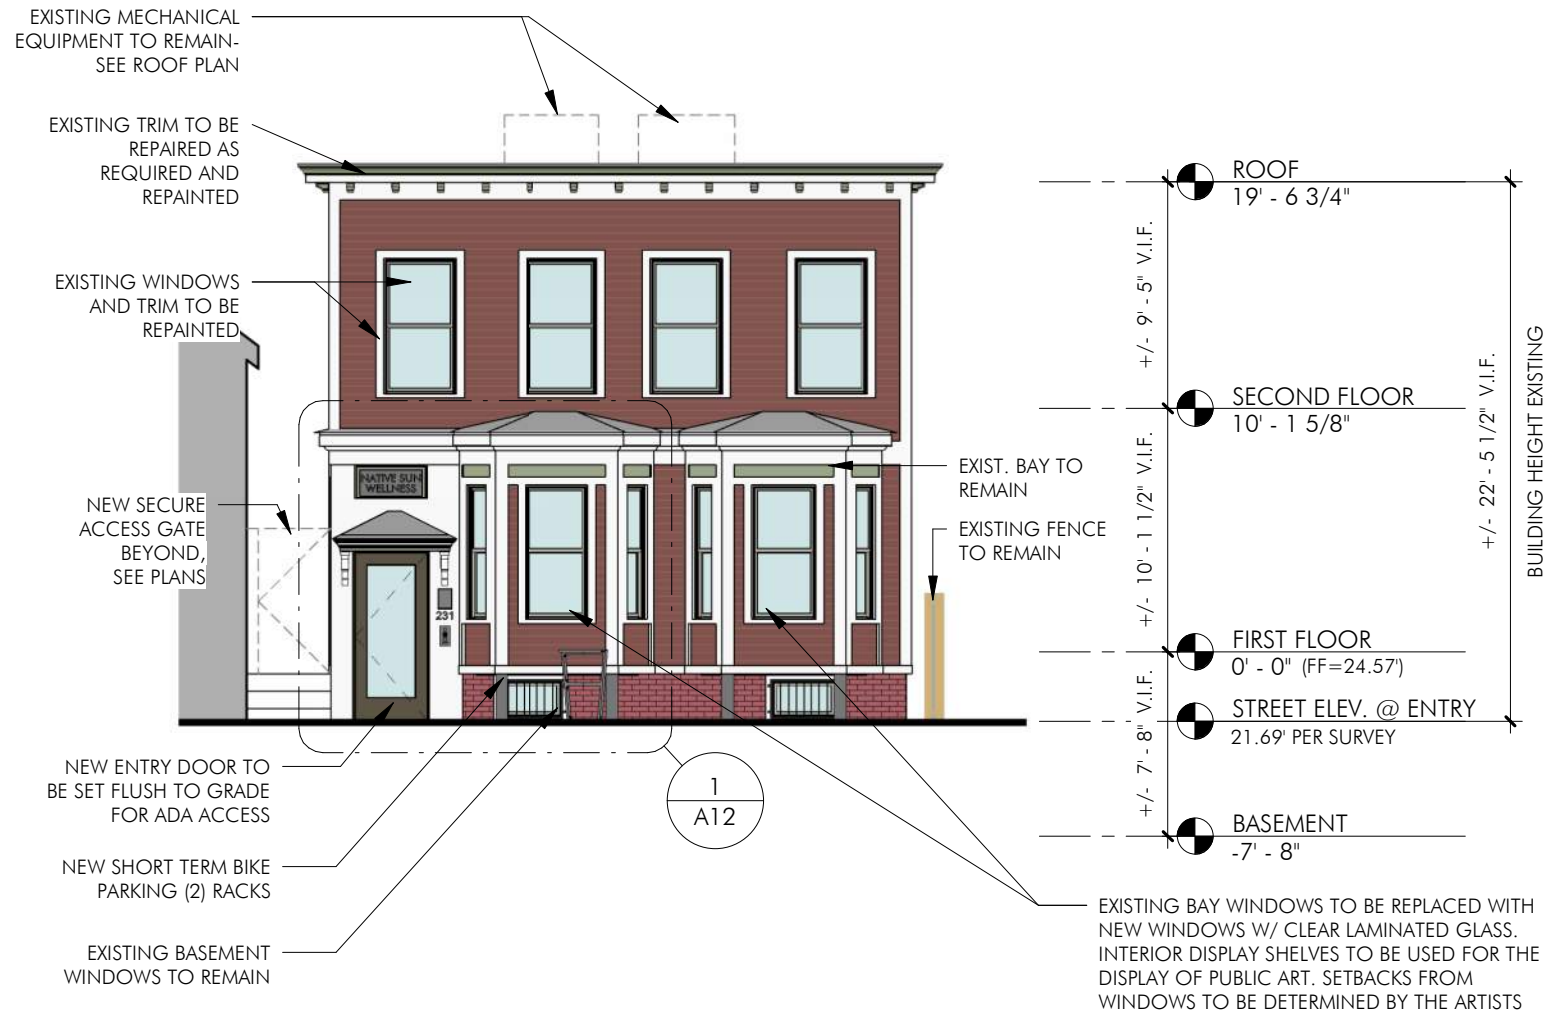 EXISTING MECHANICAL
EQUIPMENT TO REMAIN-
SEE ROOF PLAN
EXISTING TRIM TO BE
REPAIRED AS
REQUIRED AND
REPAINTED
EXISTING WINDOWS
AND TRIM TO BE
REPAINTED
NEW SECURE
ACCESS GATE
BEYOND,
SEE PLANS
NEW ENTRY DOOR TO
BE SET FLUSH TO GRADE
FOR ADA ACCESS
NEW SHORT TERM BIKE
PARKING (2) RACKS
EXISTING BASEMENT
WINDOWS TO REMAIN
NATIVE SUN
WELLNESS
231
1
A12
EXIST. BAY TO
REMAIN
EXISTING FENCE
TO REMAIN
ROOF
19' - 6 3/4"
+/- 9' - 5" V.I.F.
SECOND FLOOR
10' - 1 5/8"
+/- 10' - 1 1/2" V.I.F.
FIRST FLOOR
0' - 0" (FF=24.57')
STREET ELEV. @ ENTRY
21.69' PER SURVEY
+/- 7' - 8" V.I.F.
BASEMENT
-7' - 8"
+/- 22' - 5 1/2" V.I.F.
BUILDING HEIGHT EXISTING
EXISTING BAY WINDOWS TO BE REPLACED WITH
NEW WINDOWS W/ CLEAR LAMINATED GLASS.
INTERIOR DISPLAY SHELVES TO BE USED FOR THE
DISPLAY OF PUBLIC ART. SETBACKS FROM
WINDOWS TO BE DETERMINED BY THE ARTISTS